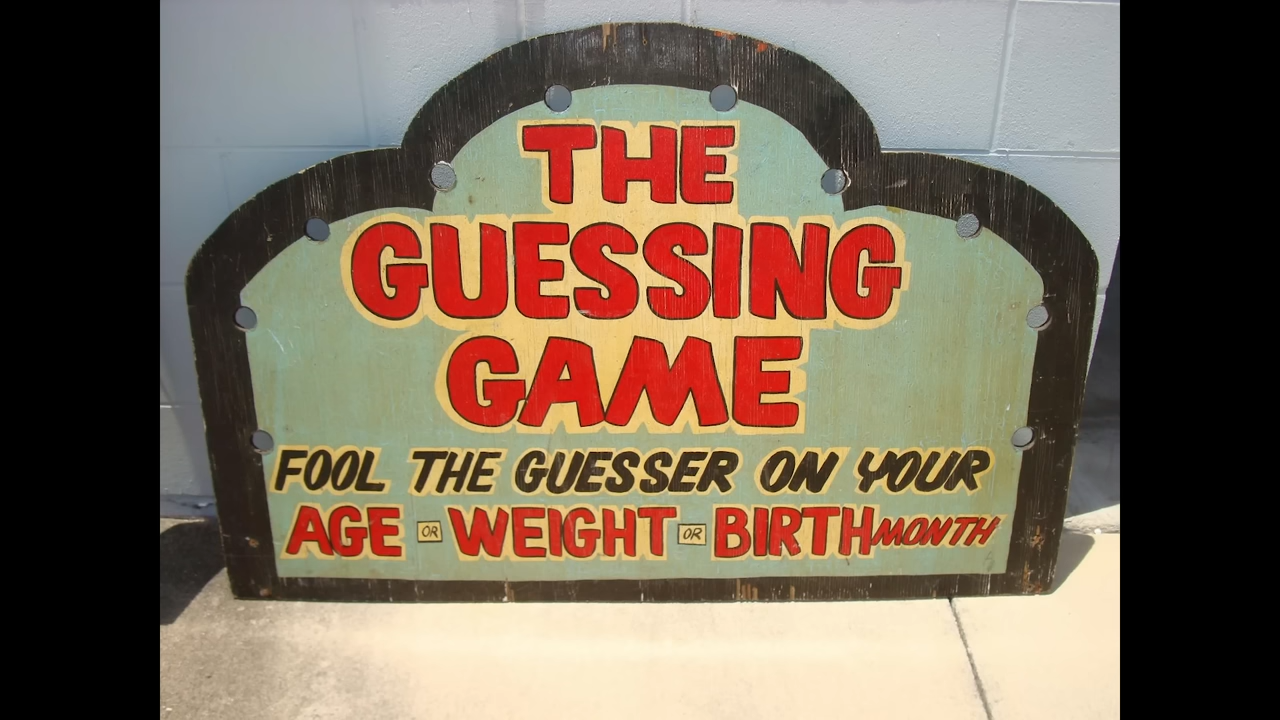 THE
GUESSING
GAME
FOOL THE GUESSER ON YOUR
AGE OR WEIGHT OR BIRTHMONTH